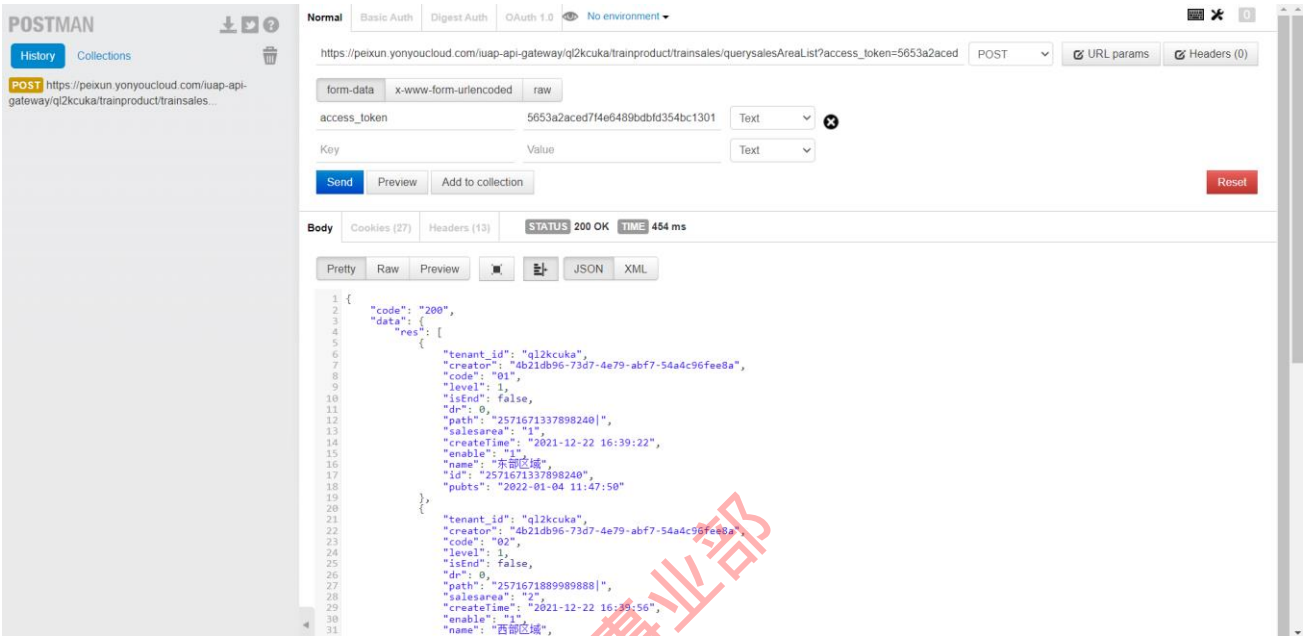 POSTMAN
History Collections
POST https://peixun.yonyoucloud.com/iuap-api-
gateway/ql2kcuka/trainproduct/trainsales...
Normal Basic Auth Digest Auth OAuth 1.0 No environment
0
https://peixun.yonyoucloud.com/iuap-api-gateway/ql2kcuka/trainproduct/trainsales/querysalesAreaList?access_token=5653a2aced POST URL params Headers (0)
form-data x-www-form-urlencoded raw
access_token 5653a2aced7f4e6489bdbfd354bc1301 Text
Key Value Text
Send Preview Add to collection Reset
Body Cookies (27) Headers (13) STATUS 200 OK TIME 454 ms
Pretty Raw Preview JSON XML
1 {
2 "code": "200",
3 "data": {
4 "res": [
5 {
6 "tenant_id": "ql2kcuka",
7 "creator": "4b21db96-73d7-4e79-abf7-54a4c96fee8a",
8 "code": "01",
9 "level": 1,
10 "isEnd": false,
11 "dr": 0,
12 "path": "2571671337898240|",
13 "salesarea": "1",
14 "createTime": "2021-12-22 16:39:22",
15 "enable": "1",
16 "name": "东部区域",
17 "id": "2571671337898240",
18 "pubts": "2022-01-04 11:47:50"
19 },
20 {
21 "tenant_id": "ql2kcuka",
22 "creator": "4b21db96-73d7-4e79-abf7-54a4c96fee8a",
23 "code": "02",
24 "level": 1,
25 "isEnd": false,
26 "dr": 0,
27 "path": "2571671889989888|",
28 "salesarea": "2",
29 "createTime": "2021-12-22 16:39:56",
30 "enable": "1",
31 "name": "西部区域",
事业部